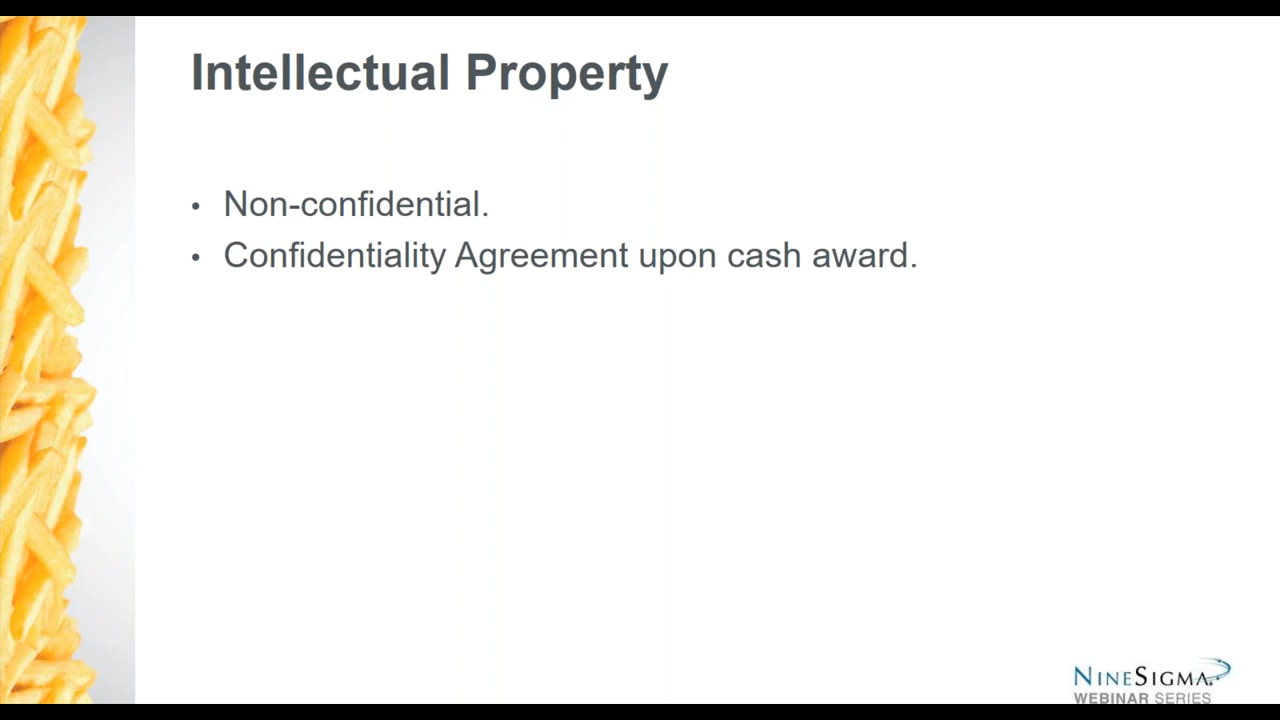 Intellectual Property
• Non-confidential.
• Confidentiality Agreement upon cash award.
NINESIGMA
WEBINAR SERIES